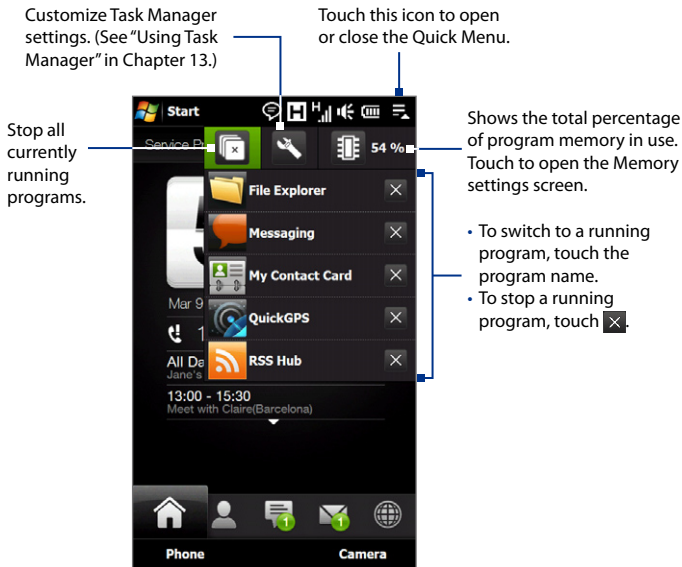 Customize Task Manager
settings. (See “Using Task
Manager” in Chapter 13.)
Touch this icon to open
or close the Quick Menu.
Stop all
currently
running
programs.
Shows the total percentage
of program memory in use.
Touch to open the Memory
settings screen.
• To switch to a running
program, touch the
program name.
• To stop a running
program, touch ×.
Start
H H
Service P
54 %
File Explorer
Messaging
My Contact Card
QuickGPS
RSS Hub
Mar 9
1
All Da
Jane's
13:00 - 15:30
Meet with Claire(Barcelona)
1
1
Phone
Camera